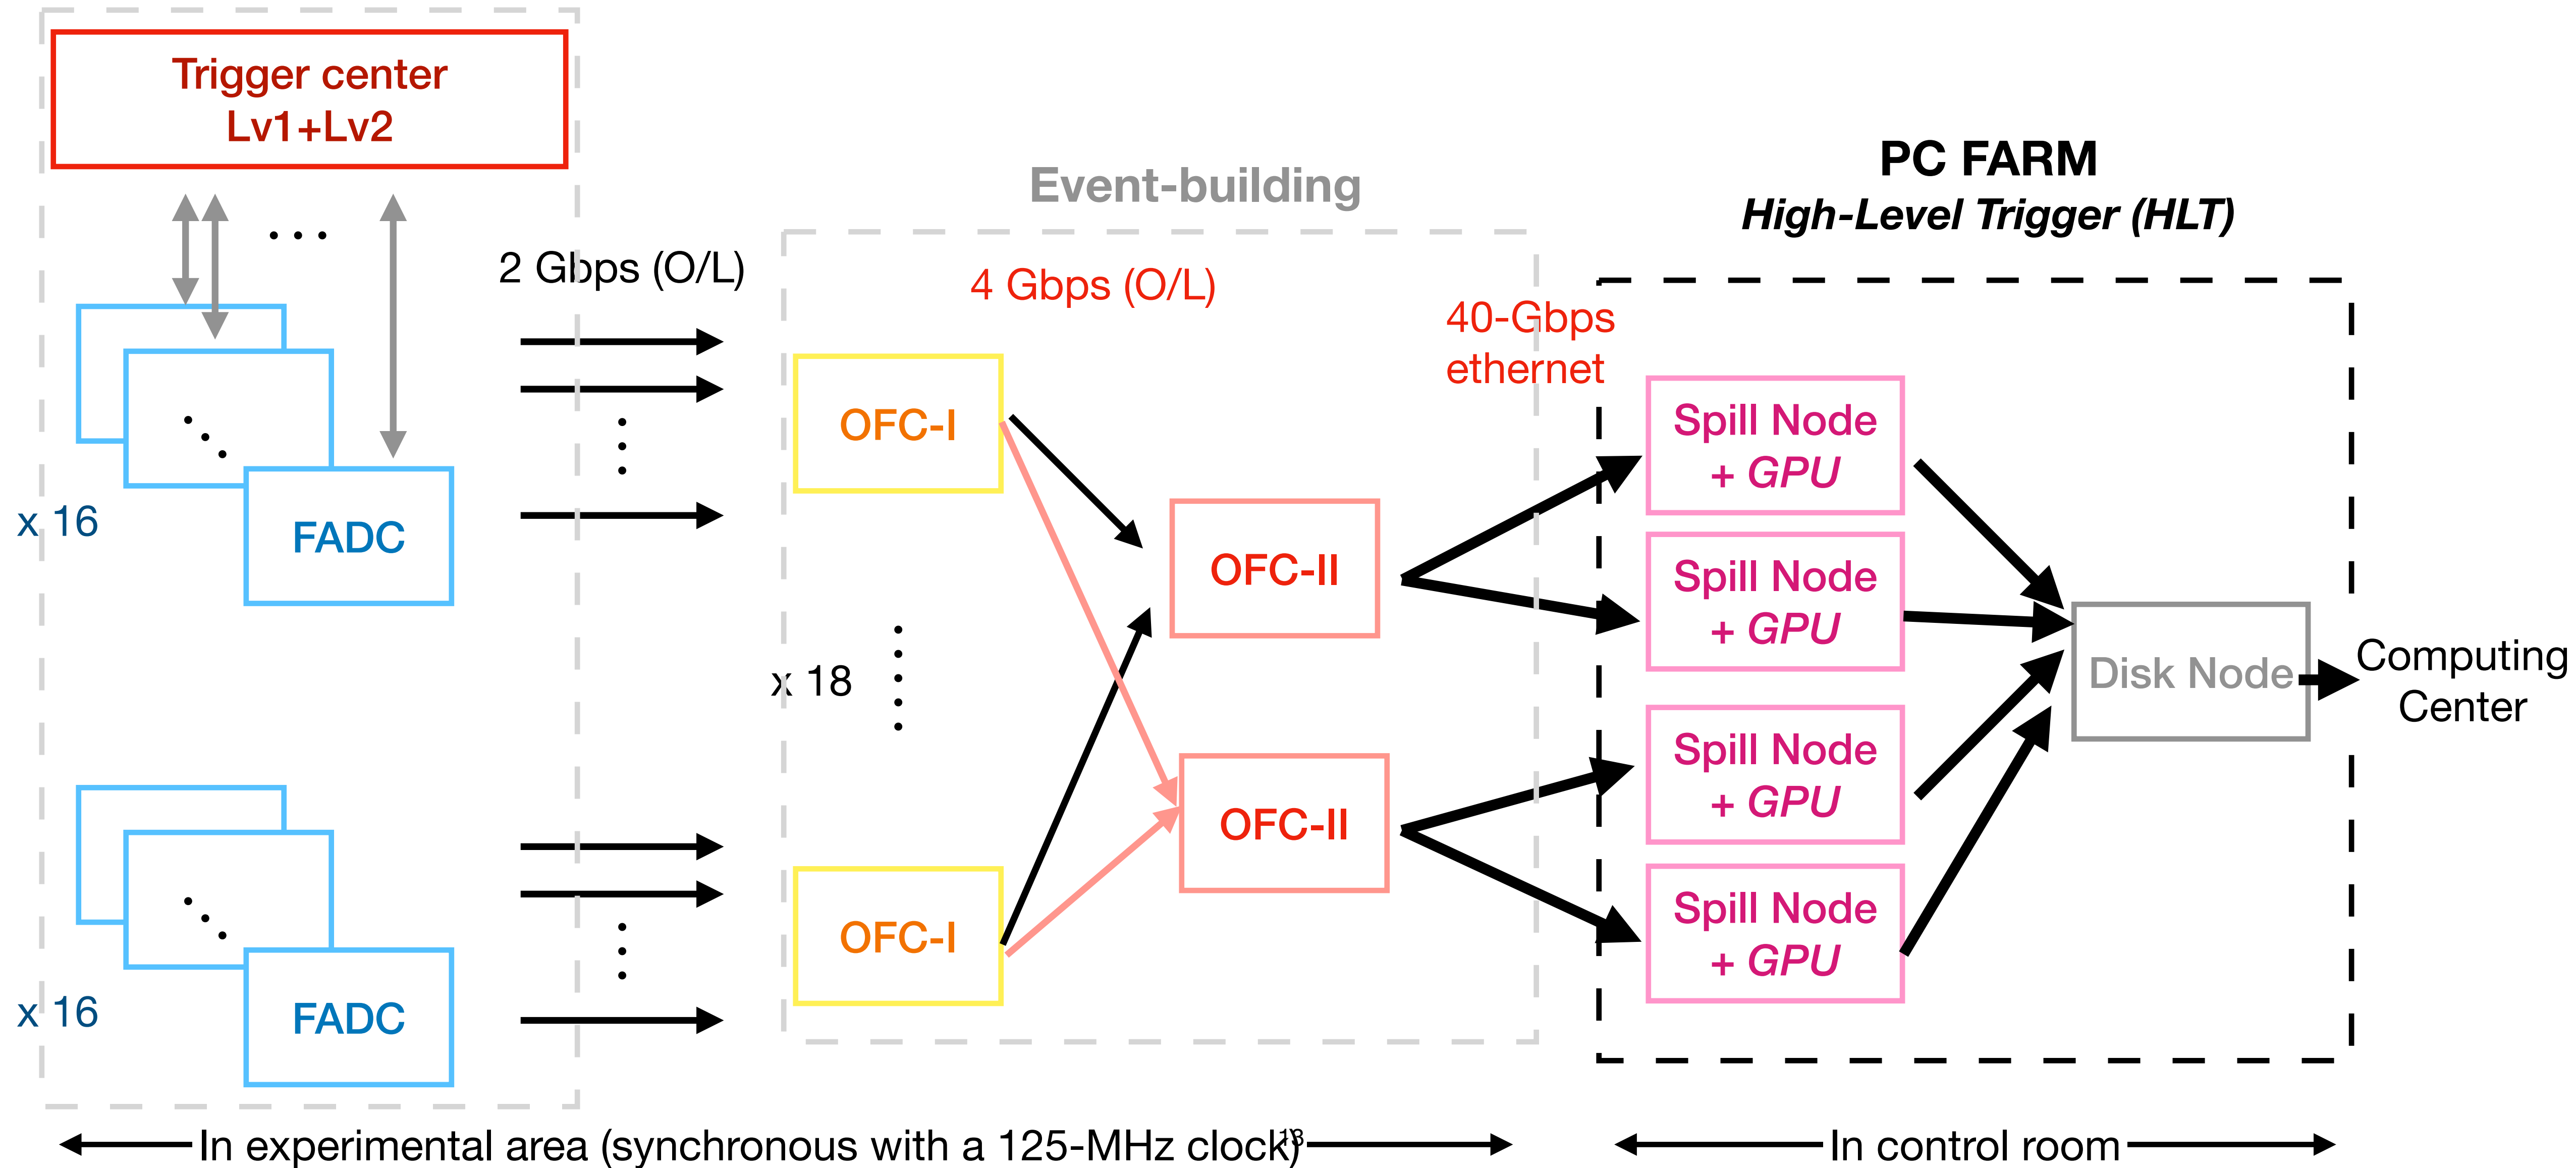 Trigger center
Lv1+Lv2
PC FARM
High-Level Trigger (HLT)
Event-building
2 Gbps (O/L)
4 Gbps (O/L)
40-Gbps
ethernet
x 16
FADC
OFC-I
OFC-II
Spill Node
+ GPU
Spill Node
+ GPU
x 18
Disk Node
Computing
Center
OFC-II
Spill Node
+ GPU
Spill Node
+ GPU
OFC-I
x 16
FADC
In experimental area (synchronous with a 125-MHz clock)
13
In control room